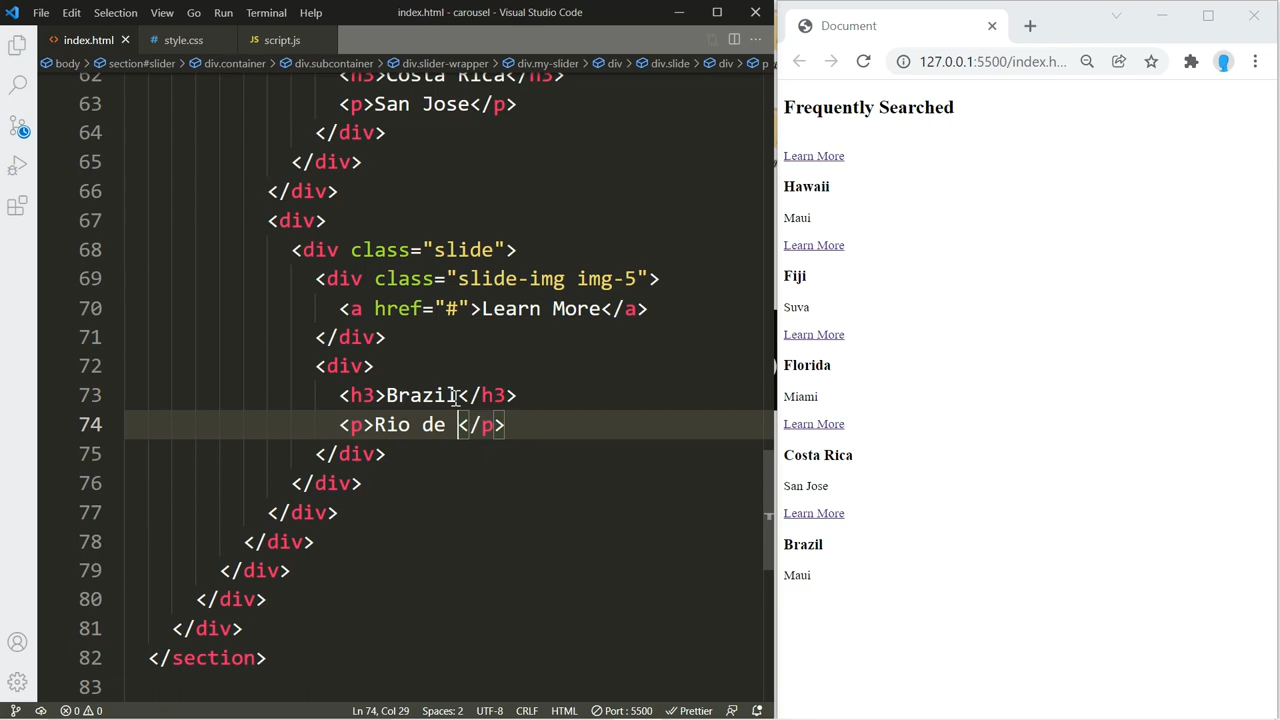 File Edit Selection View Go Run Terminal Help index.html - carousel - Visual Studio Code
index.html style.css script.js
body section#slider div.container div.subcontainer div.slider-wrapper div.my-slider div div.slide div p
62 <h3>Costa Rica</h3>
63 <p>San Jose</p>
64 </div>
65 </div>
66 </div>
67 <div>
68 <div class="slide">
69 <div class="slide-img img-5">
70 <a href="#">Learn More</a>
71 </div>
72 <div>
73 <h3>Brazil</h3>
74 <p>Rio de </p>
75 </div>
76 </div>
77 </div>
78 </div>
79 </div>
80 </div>
81 </div>
82 </section>
83
0 0 Ln 74, Col 29 Spaces: 2 UTF-8 CRLF HTML Port : 5500 Prettier
Document
127.0.0.1:5500/index.h...
Frequently Searched
Learn More
Hawaii
Maui
Learn More
Fiji
Suva
Learn More
Florida
Miami
Learn More
Costa Rica
San Jose
Learn More
Brazil
Maui